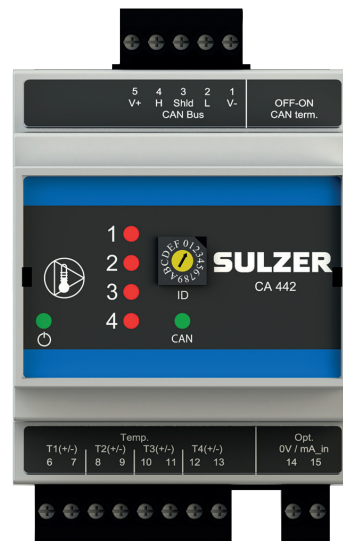 5 4 3 2 1
V+ H Shld L V-
CAN Bus
OFF-ON
CAN term.
1
2
3
4
0123456789ABCDEF
ID
CAN
SULZER
CA 442
Temp.
T1(+/-) T2(+/-) T3(+/-) T4(+/-)
6 7 8 9 10 11 12 13
Opt.
0V / mA_in
14 15